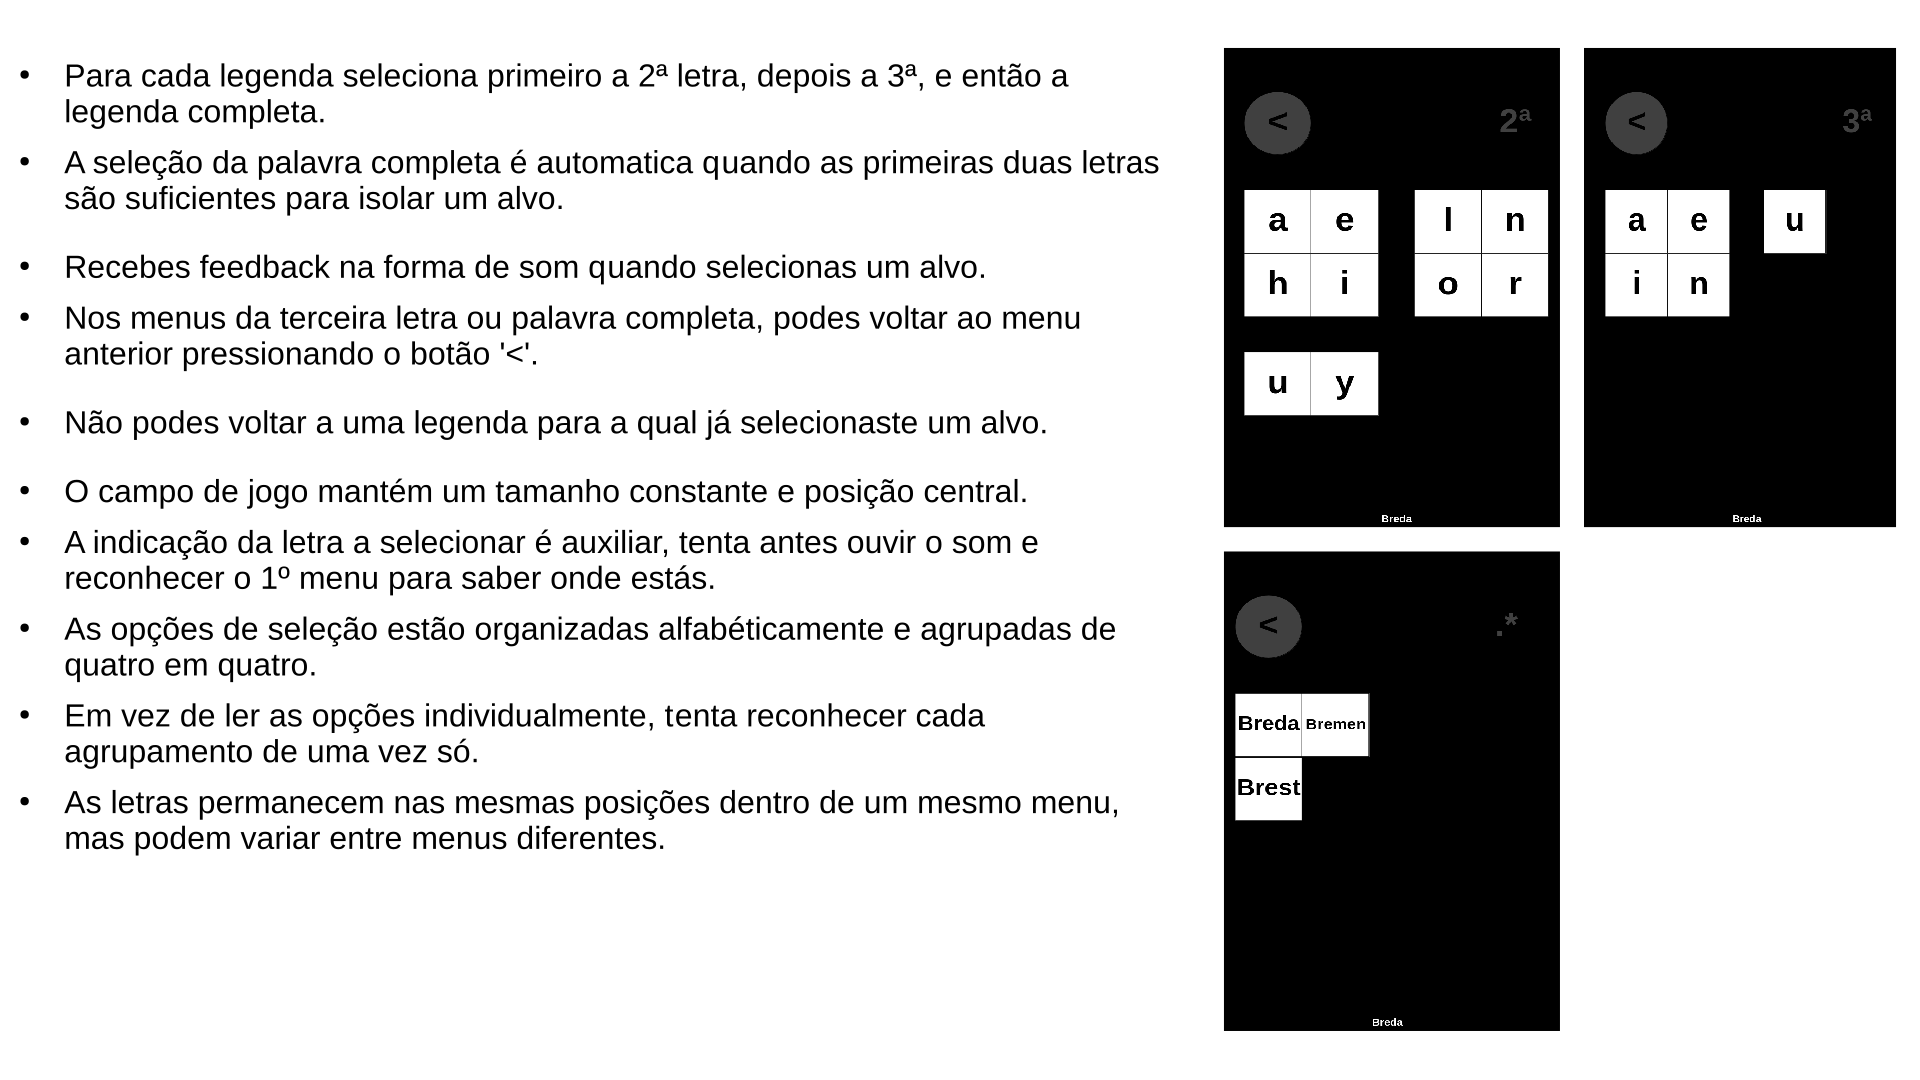 • Para cada legenda seleciona primeiro a 2ª letra, depois a 3ª, e então a
legenda completa.
• A seleção da palavra completa é automatica quando as primeiras duas letras
são suficientes para isolar um alvo.
• Recebes feedback na forma de som quando selecionas um alvo.
• Nos menus da terceira letra ou palavra completa, podes voltar ao menu
anterior pressionando o botão '<'.
• Não podes voltar a uma legenda para a qual já selecionaste um alvo.
• O campo de jogo mantém um tamanho constante e posição central.
• A indicação da letra a selecionar é auxiliar, tenta antes ouvir o som e
reconhecer o 1º menu para saber onde estás.
• As opções de seleção estão organizadas alfabéticamente e agrupadas de
quatro em quatro.
• Em vez de ler as opções individualmente, tenta reconhecer cada
agrupamento de uma vez só.
• As letras permanecem nas mesmas posições dentro de um mesmo menu,
mas podem variar entre menus diferentes.
< 2ª
a e l n
h i o r
u y
Breda
< 3ª
a e u
i n
Breda
< .*
Breda Bremen
Brest
Breda